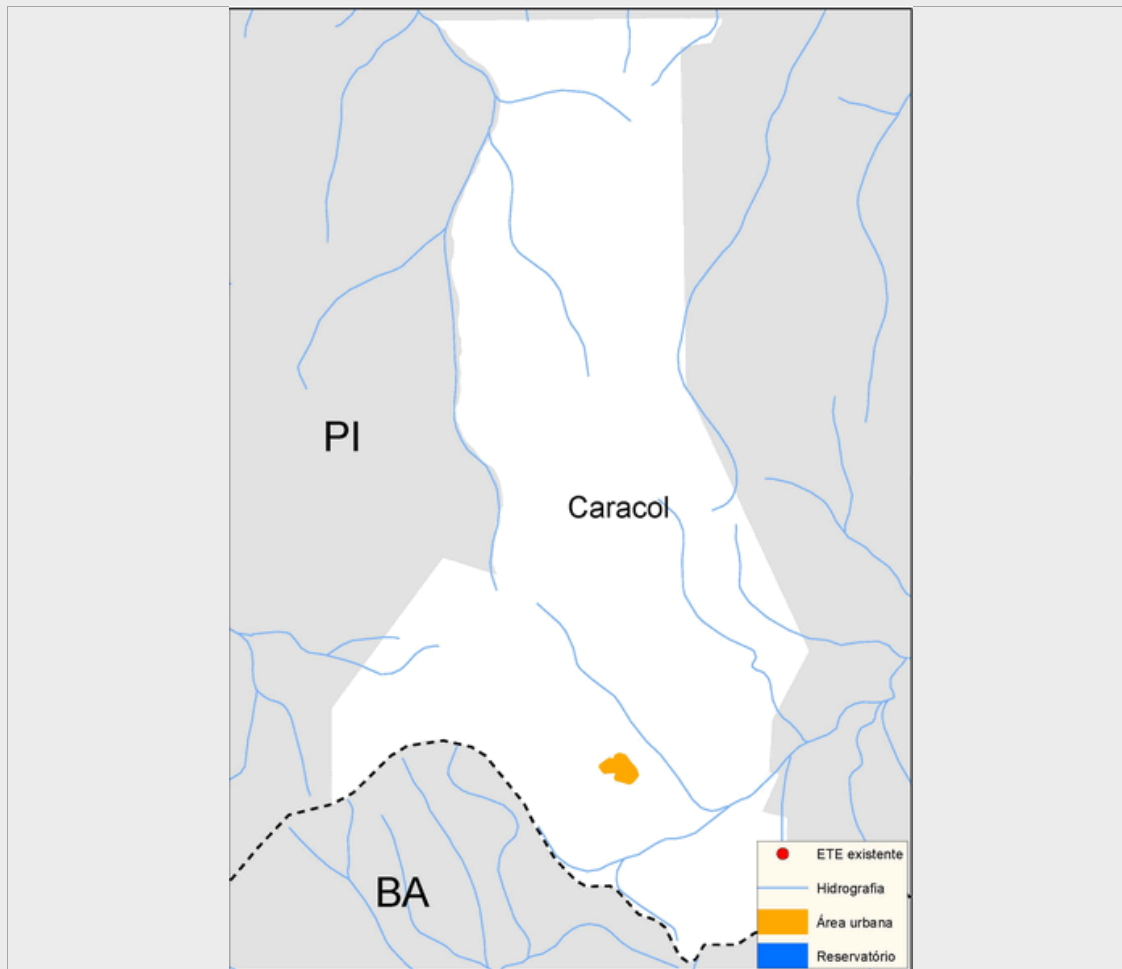 PI
Caracol
BA
ETE existente
Hidrografia
Área urbana
Reservatório